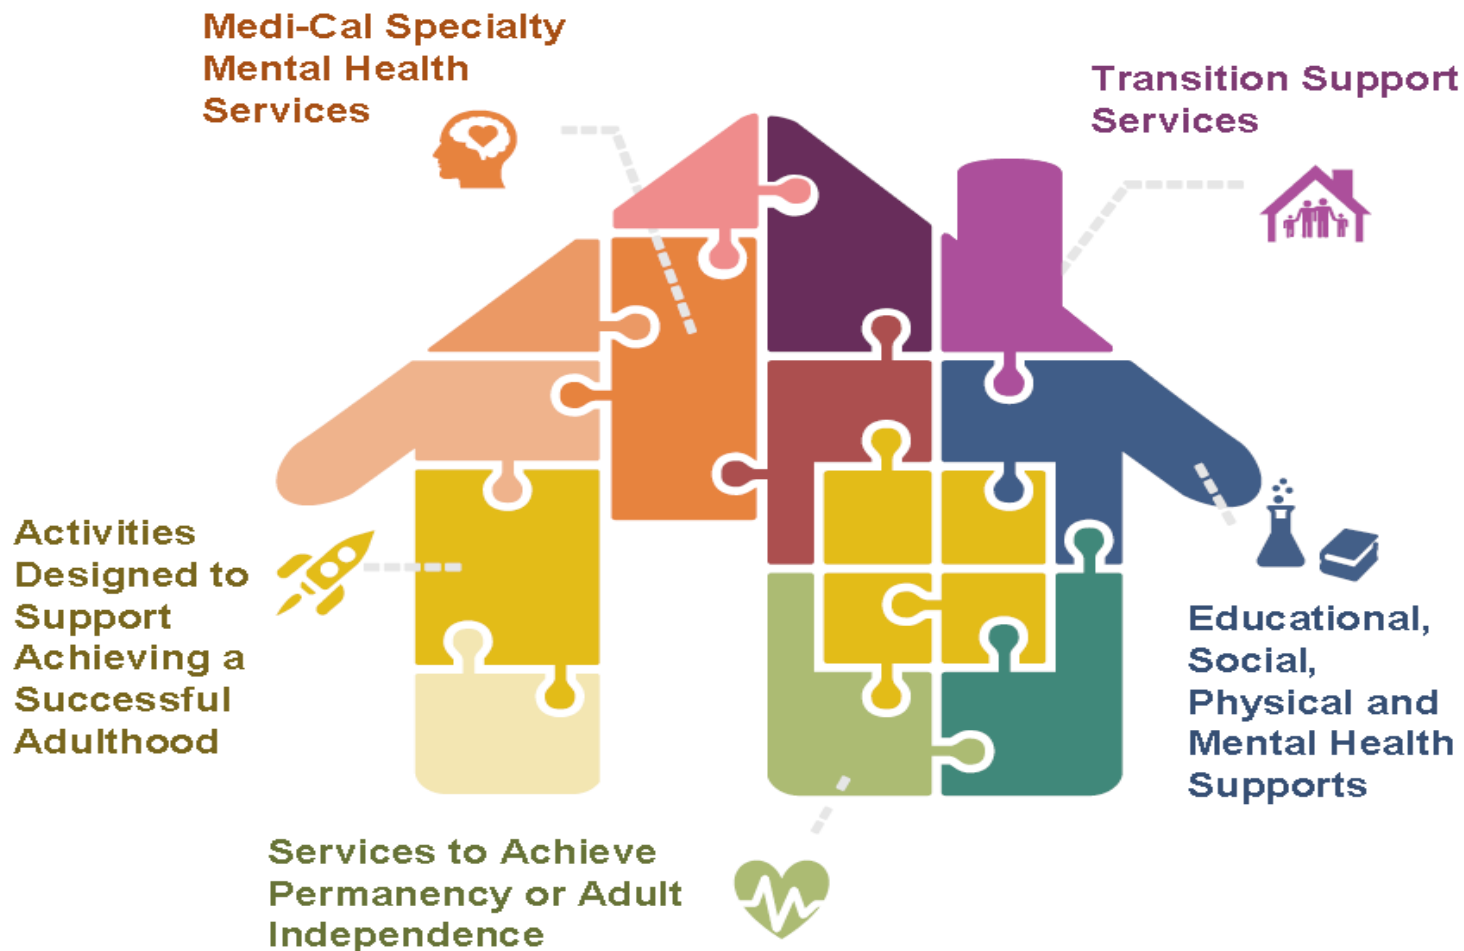 Medi-Cal Specialty
Mental Health
Services
Transition Support
Services
Activities
Designed to
Support
Achieving a
Successful
Adulthood
Educational,
Social,
Physical and
Mental Health
Supports
Services to Achieve
Permanency or Adult
Independence